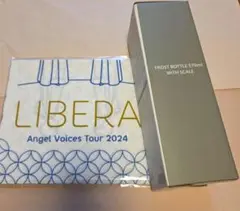 LIBERA
Angel Voices Tour 2024
FROST BOTTLE 570ml
WITH SCALE